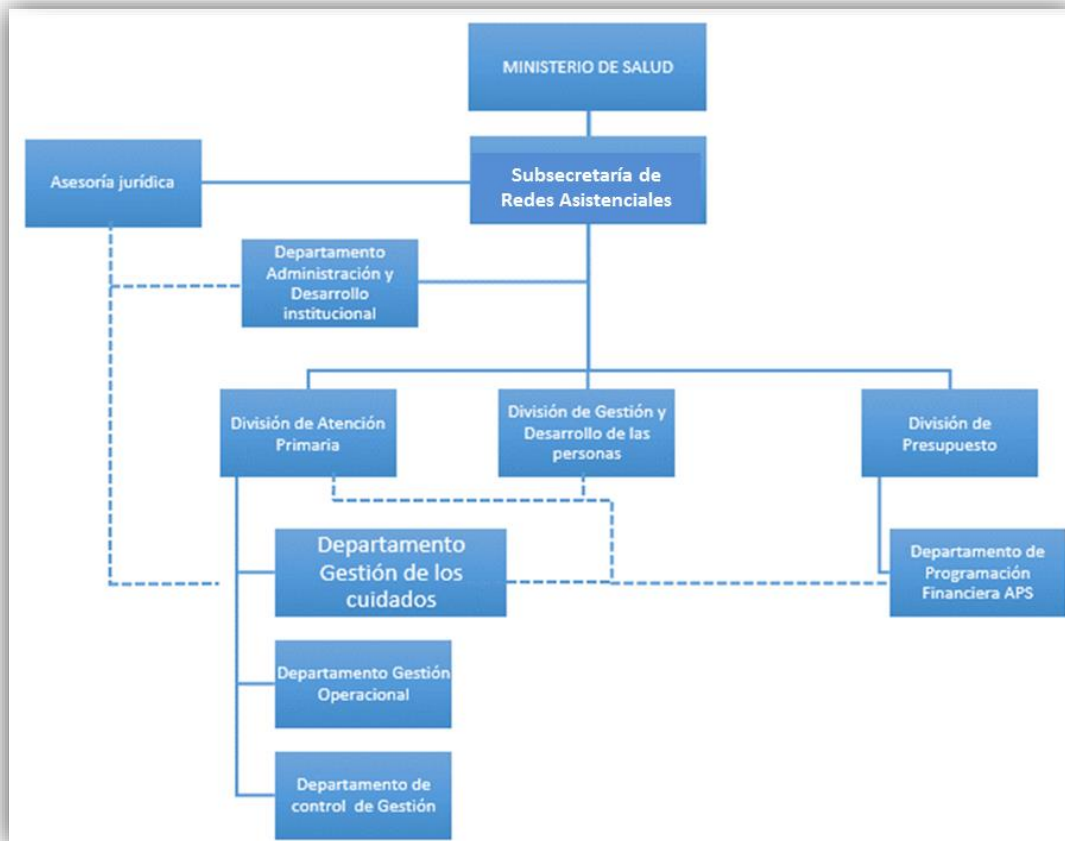 MINISTERIO DE SALUD
Subsecretaría de
Redes Asistenciales
Asesoría jurídica
Departamento
Administración y
Desarrollo
institucional
División de Atención
Primaria
División de Gestión y
Desarrollo de las
personas
División de
Presupuesto
Departamento
Gestión de los
cuidados
Departamento de
Programación
Financiera APS
Departamento Gestión
Operacional
Departamento de
control de Gestión